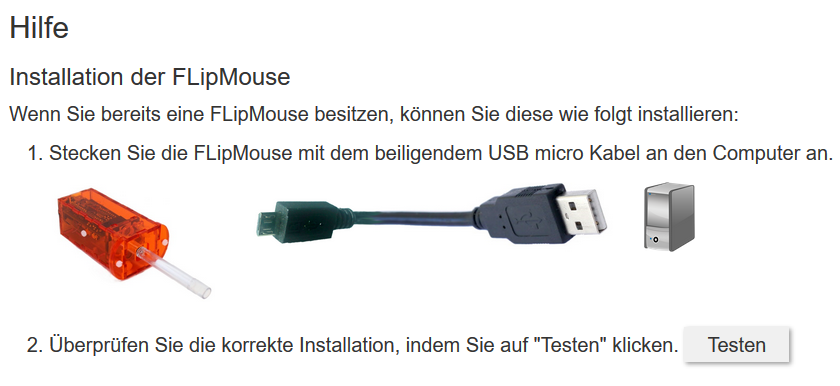 Hilfe
Installation der FLipMouse
Wenn Sie bereits eine FLipMouse besitzen, können Sie diese wie folgt installieren:
1. Stecken Sie die FLipMouse mit dem beiligendem USB micro Kabel an den Computer an.
2. Überprüfen Sie die korrekte Installation, indem Sie auf "Testen" klicken. Testen